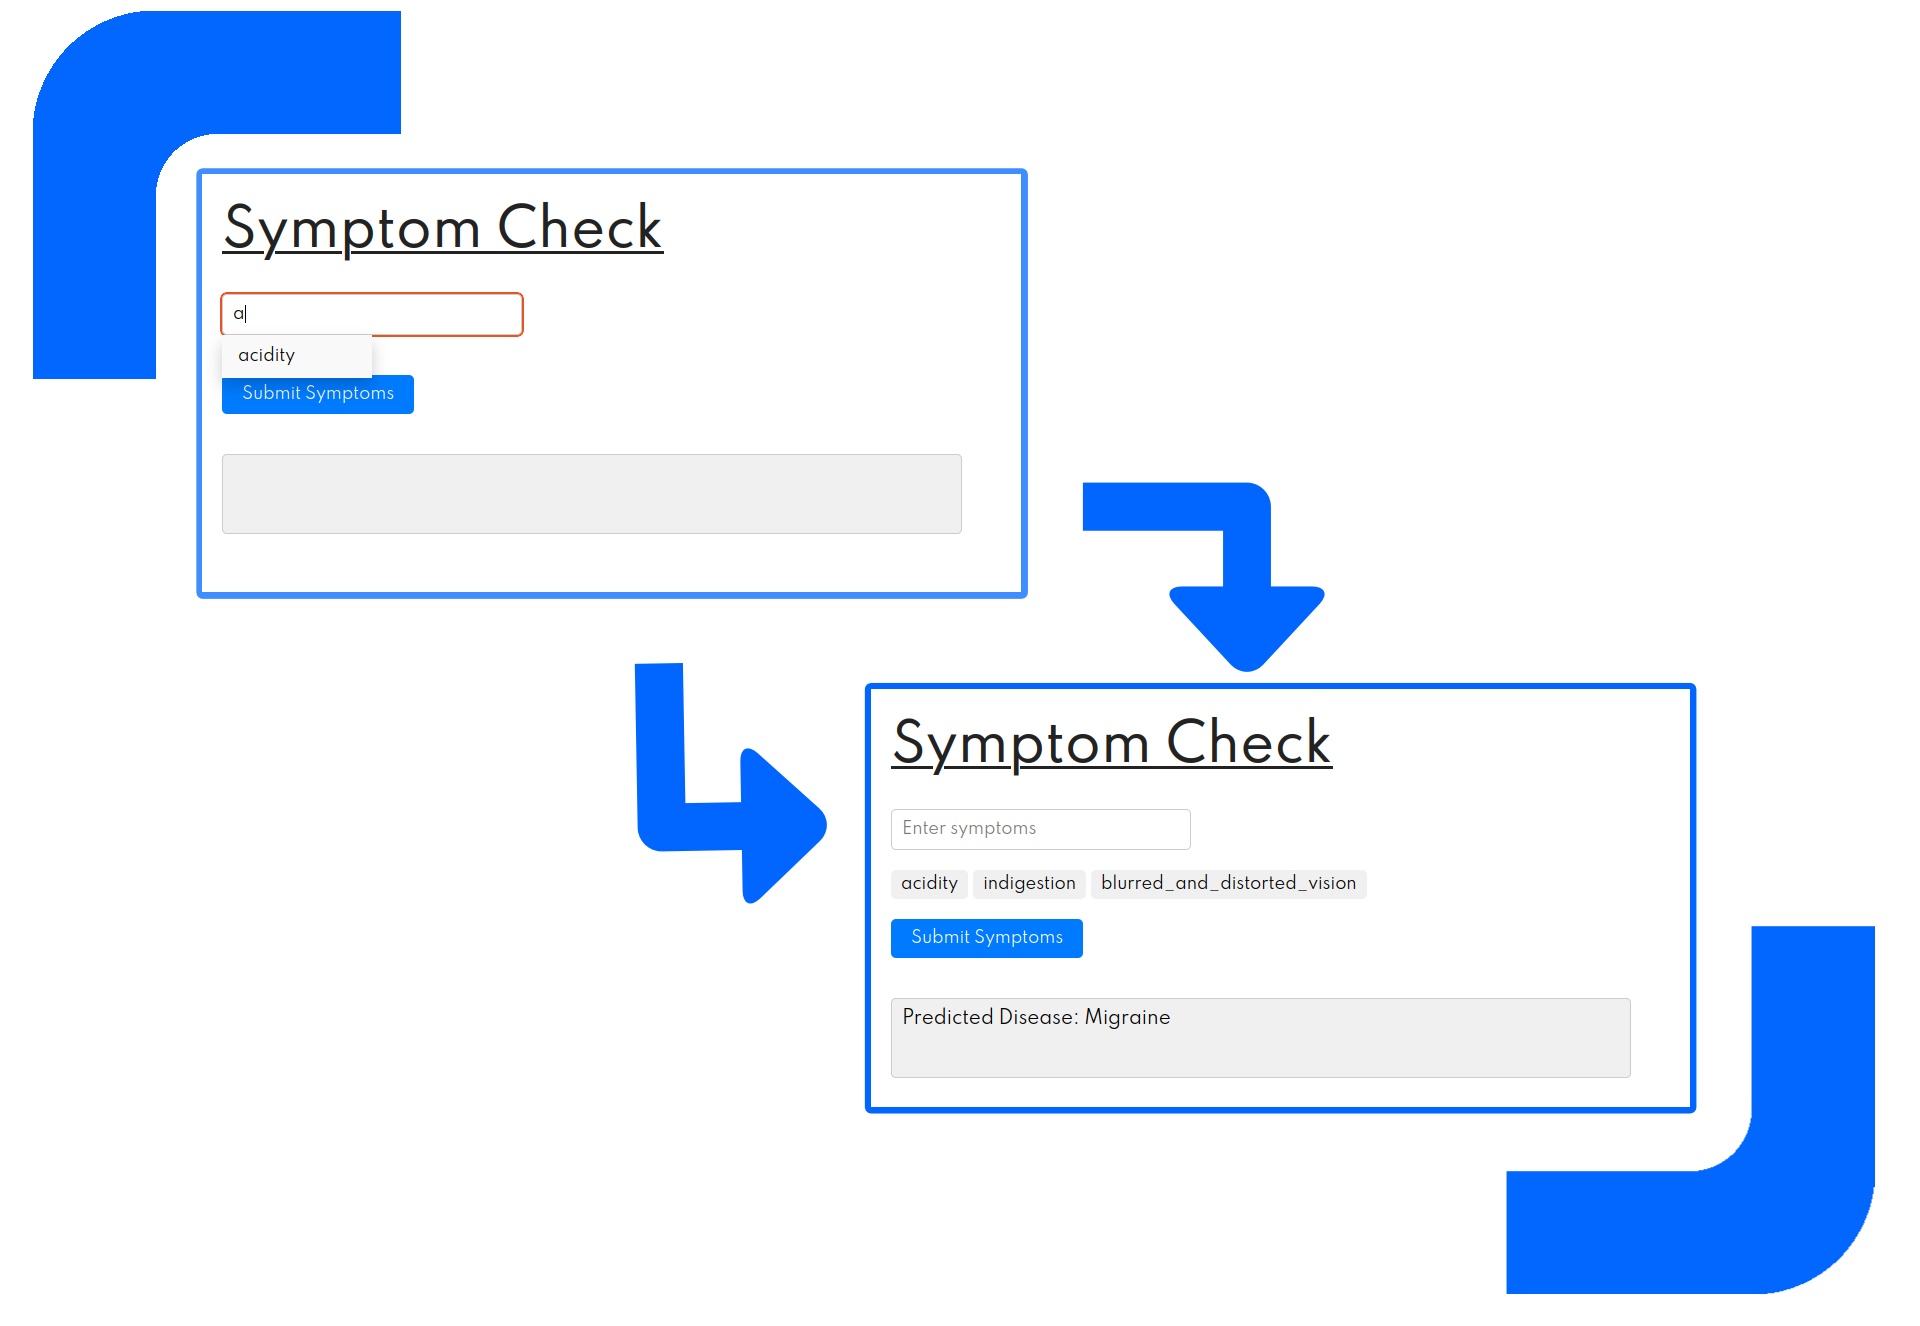 Symptom Check
a
acidity
Submit Symptoms
Symptom Check
Enter symptoms
acidity indigestion blurred_and_distorted_vision
Submit Symptoms
Predicted Disease: Migraine